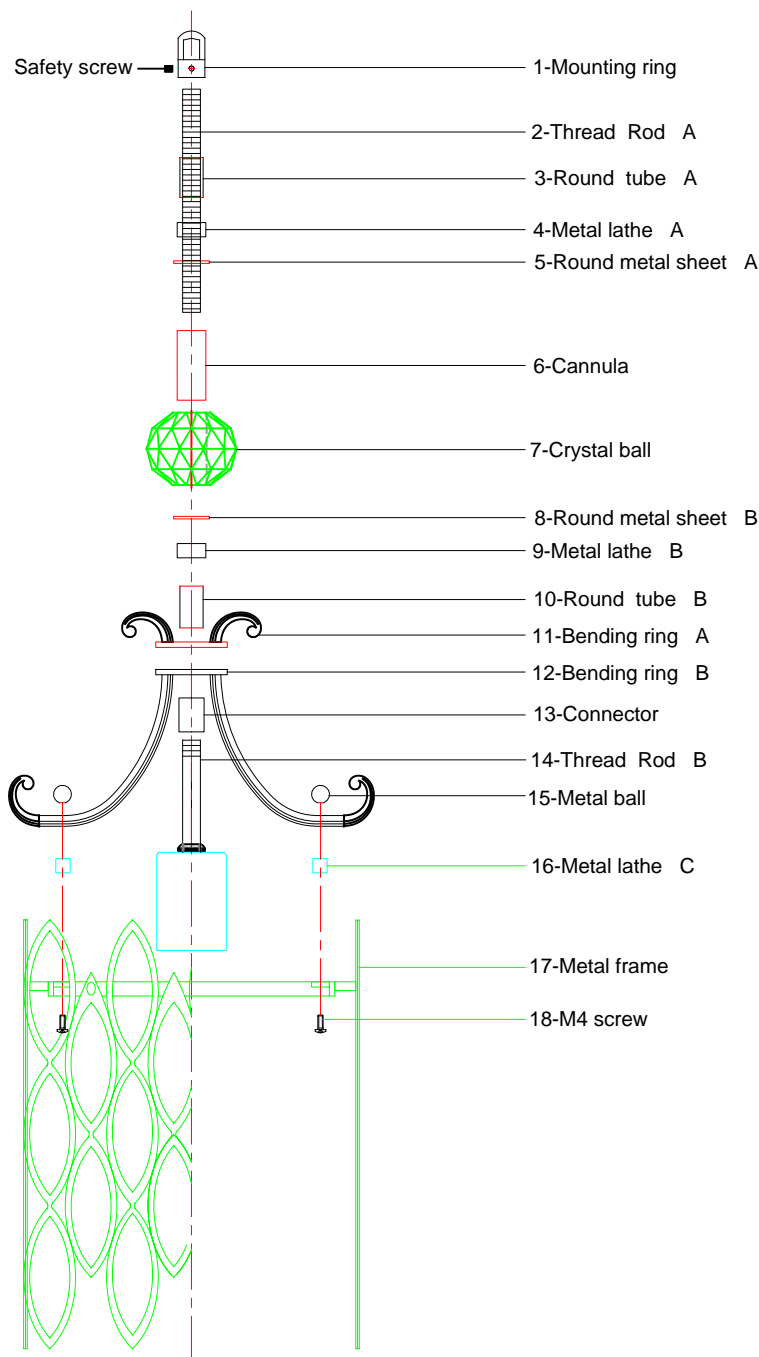 Safety screw
1-Mounting ring
2-Thread Rod A
3-Round tube A
4-Metal lathe A
5-Round metal sheet A
6-Cannula
7-Crystal ball
8-Round metal sheet B
9-Metal lathe B
10-Round tube B
11-Bending ring A
12-Bending ring B
13-Connector
14-Thread Rod B
15-Metal ball
16-Metal lathe C
17-Metal frame
18-M4 screw